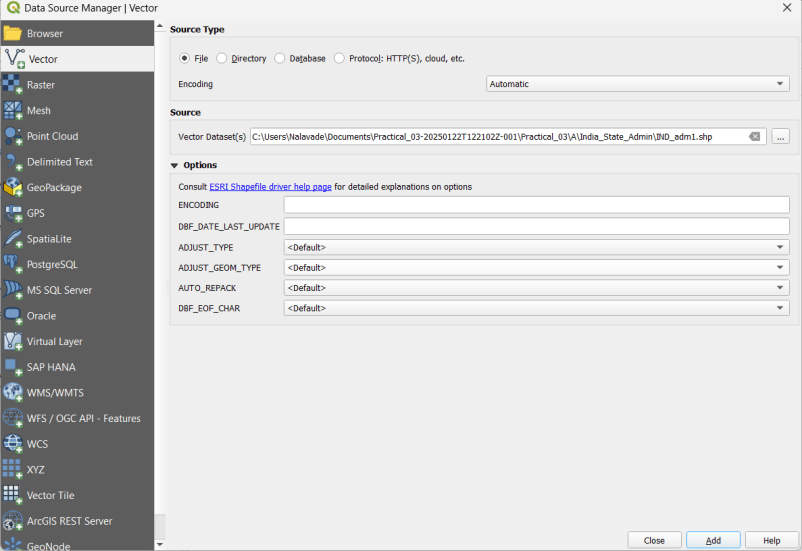 Data Source Manager | Vector
Browser
Vector
Raster
Mesh
Point Cloud
Delimited Text
GeoPackage
GPS
SpatiaLite
PostgreSQL
MS SQL Server
Oracle
Virtual Layer
SAP HANA
WMS/WMTS
WFS / OGC API - Features
WCS
XYZ
Vector Tile
ArcGIS REST Server
GeoNode
Source Type
File Directory Database Protocol: HTTP(S), cloud, etc.
Encoding Automatic
Source
Vector Dataset(s) C:\Users\Nalavade\Documents\Practical_03-20250122T122102Z-001\Practical_03\A\India_State_Admin\IND_adm1.shp ...
Options
Consult ESRI Shapefile driver help page for detailed explanations on options
ENCODING
DBF_DATE_LAST_UPDATE
ADJUST_TYPE <Default>
ADJUST_GEOM_TYPE <Default>
AUTO_REPACK <Default>
DBF_EOF_CHAR <Default>
Close Add Help